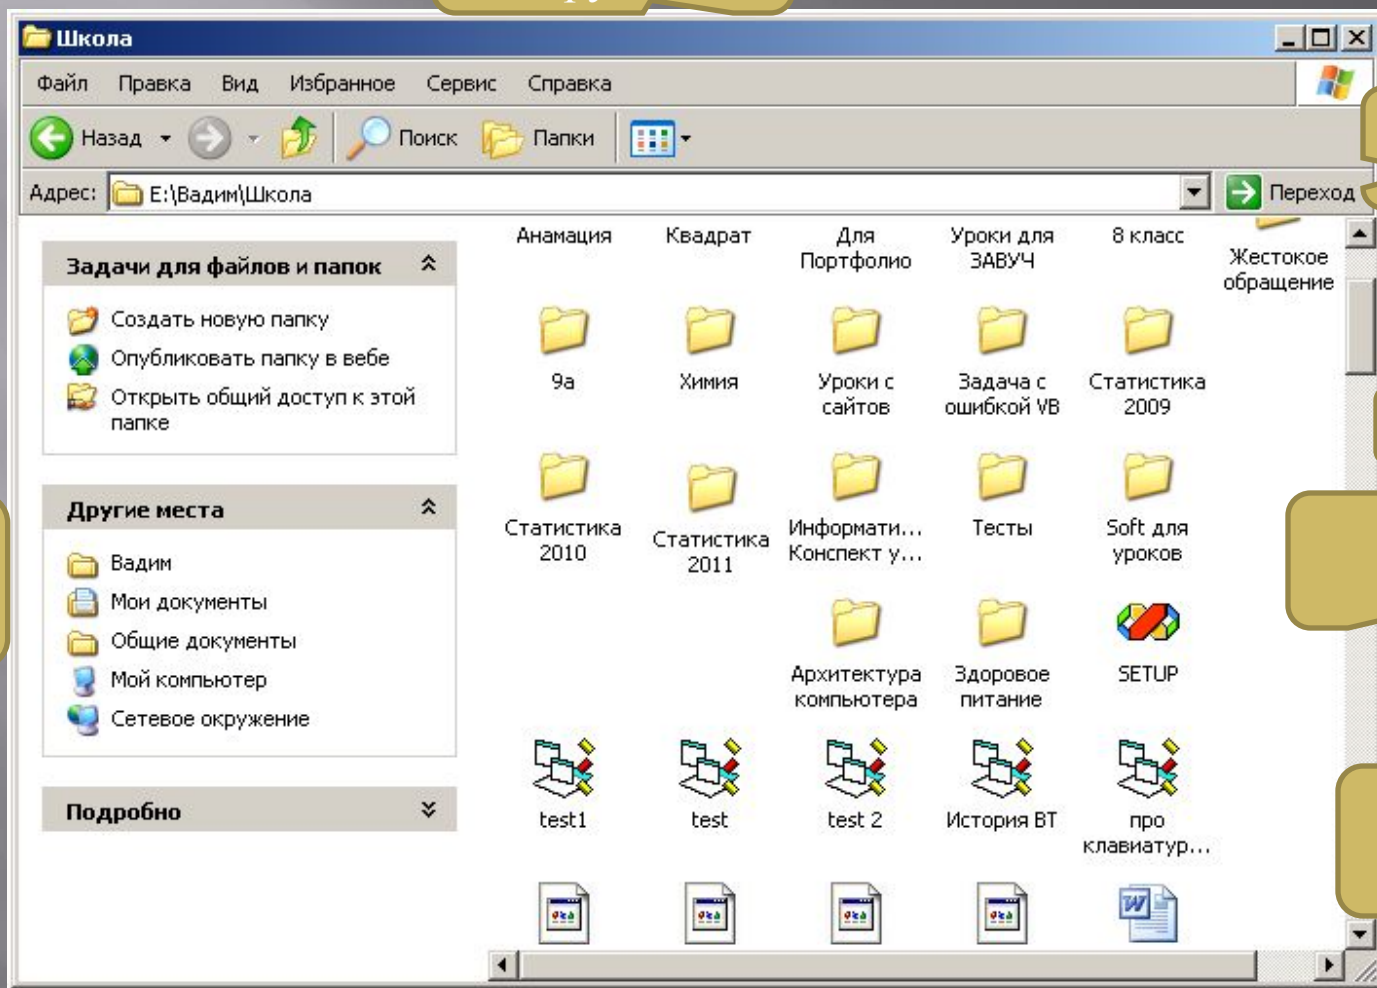 Школа
Файл Правка Вид Избранное Сервис Справка
Назад Поиск Папки
Адрес: E:\Вадим\Школа Переход
Задачи для файлов и папок
Создать новую папку
Опубликовать папку в вебе
Открыть общий доступ к этой
папке
Другие места
Вадим
Мои документы
Общие документы
Мой компьютер
Сетевое окружение
Подробно
Анамация Квадрат Для Уроки для 8 класс Жестокое
Портфолио ЗАВУЧ обращение
9а Химия Уроки с Задача с Статистика
сайтов ошибкой VB 2009
Статистика Статистика Информати... Тесты Soft для
2010 2011 Конспект у... уроков
Архитектура Здоровое SETUP
компьютера питание
test1 test test 2 История ВТ про
клавиатур...